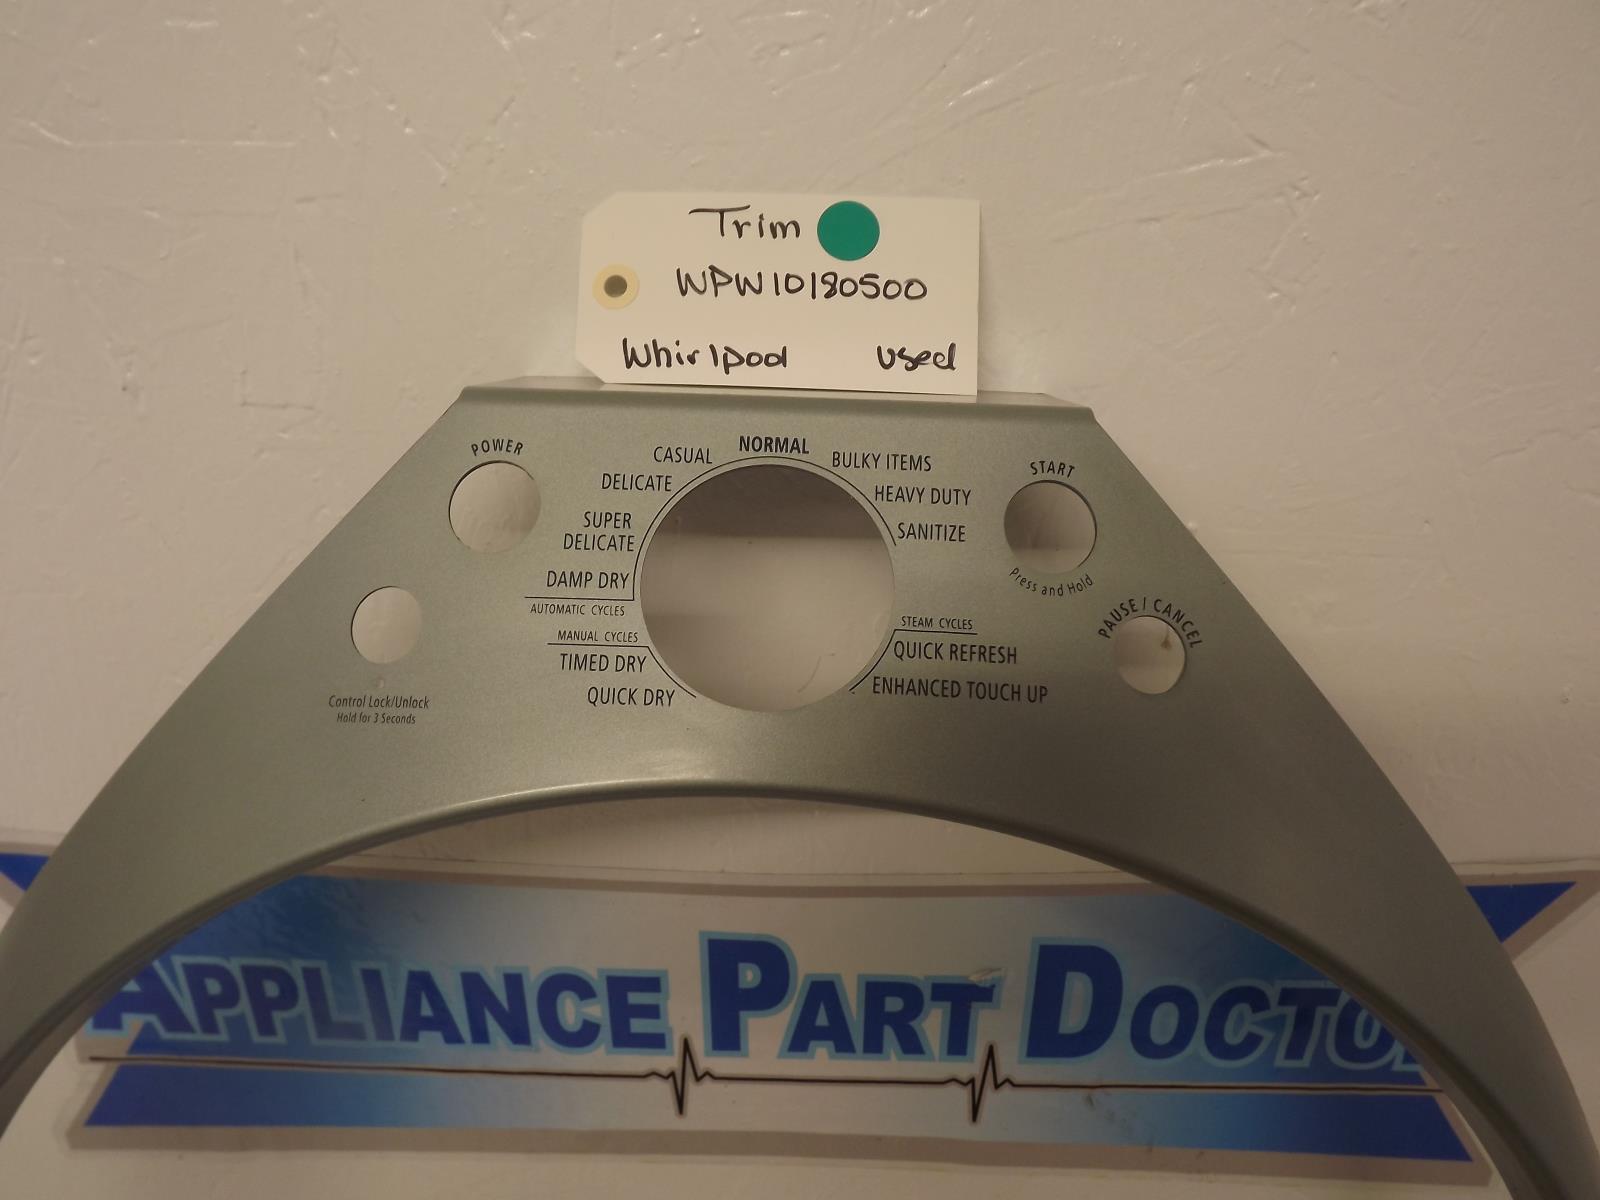 Trim
WPW10180500
Whirlpool used
POWER
CASUAL
NORMAL
BULKY ITEMS
START
DELICATE
HEAVY DUTY
SUPER
DELICATE
SANITIZE
DAMP DRY
Press and Hold
AUTOMATIC CYCLES
PAUSE / CANCEL
MANUAL CYCLES
STEAM CYCLES
TIMED DRY
QUICK REFRESH
QUICK DRY
ENHANCED TOUCH UP
Control Lock/Unlock
Hold for 3 Seconds
APPLIANCE PART DOCTO